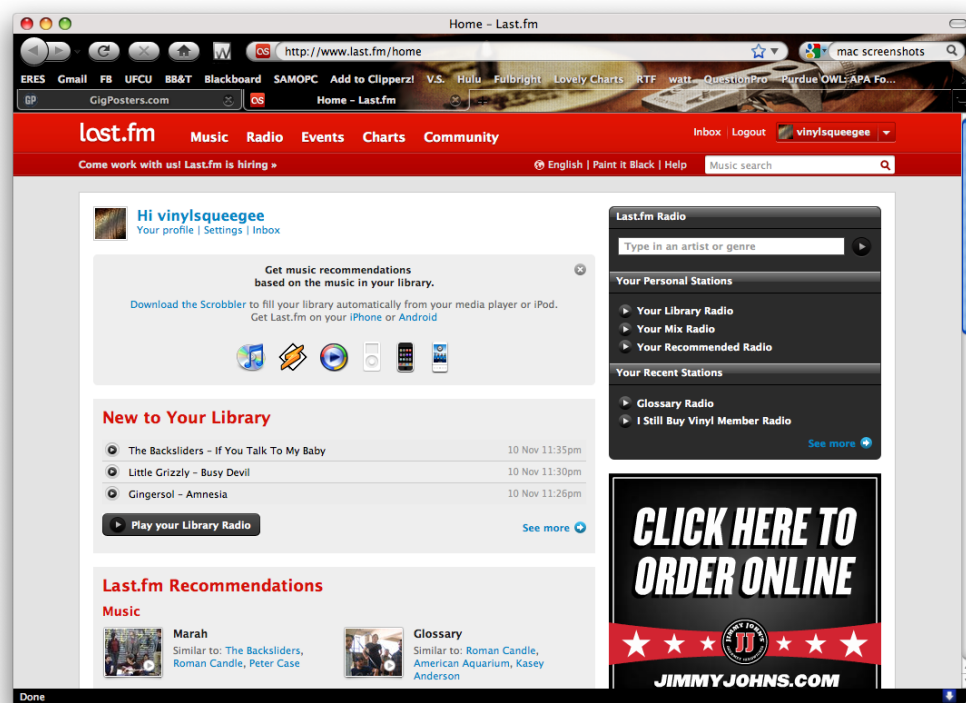 Home – Last.fm
http://www.last.fm/home
mac screenshots
ERES Gmail FB UFCU BB&T Blackboard SAMOPC Add to Clipperz! V.S. Hulu Fulbright Lovely Charts RTF watt QuestionPro Purdue OWL: APA Fo...
GP GigPosters.com
Home – Last.fm
last.fm Music Radio Events Charts Community
Inbox | Logout vinylsqueegee
Come work with us! Last.fm is hiring »
English | Paint it Black | Help
Music search
Hi vinylsqueegee
Your profile | Settings | Inbox
Get music recommendations
based on the music in your library.
Download the Scrobbler to fill your library automatically from your media player or iPod.
Get Last.fm on your iPhone or Android
New to Your Library
The Backsliders – If You Talk To My Baby 10 Nov 11:35pm
Little Grizzly – Busy Devil 10 Nov 11:30pm
Gingersol – Amnesia 10 Nov 11:26pm
Play your Library Radio
See more
Last.fm Recommendations
Music
Marah
Similar to: The Backsliders,
Roman Candle, Peter Case
Glossary
Similar to: Roman Candle,
American Aquarium, Kasey
Anderson
Last.fm Radio
Type in an artist or genre
Your Personal Stations
Your Library Radio
Your Mix Radio
Your Recommended Radio
Your Recent Stations
Glossary Radio
I Still Buy Vinyl Member Radio
See more
CLICK HERE TO
ORDER ONLINE
JIMMY JOHN'S
JJ
JIMMYJOHNS.COM
Done